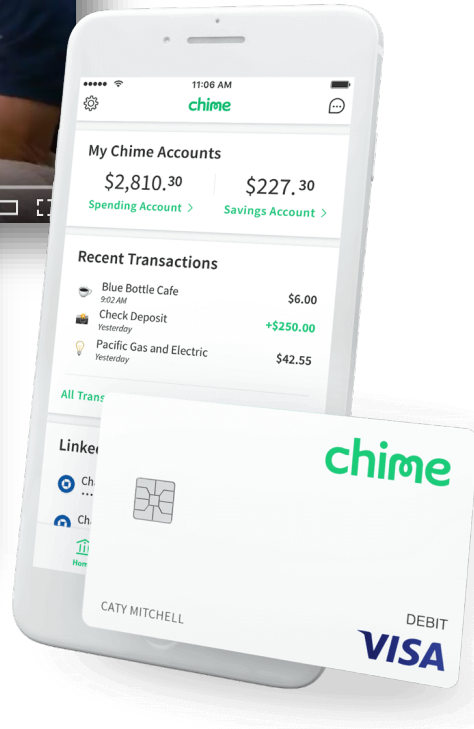 11:06 AM
chime
My Chime Accounts
$2,810.30 $227.30
Spending Account > Savings Account >
Recent Transactions
Blue Bottle Cafe $6.00
9:02 AM
Check Deposit +$250.00
Yesterday
Pacific Gas and Electric $42.55
Yesterday
All
chime
CATY MITCHELL
DEBIT
VISA